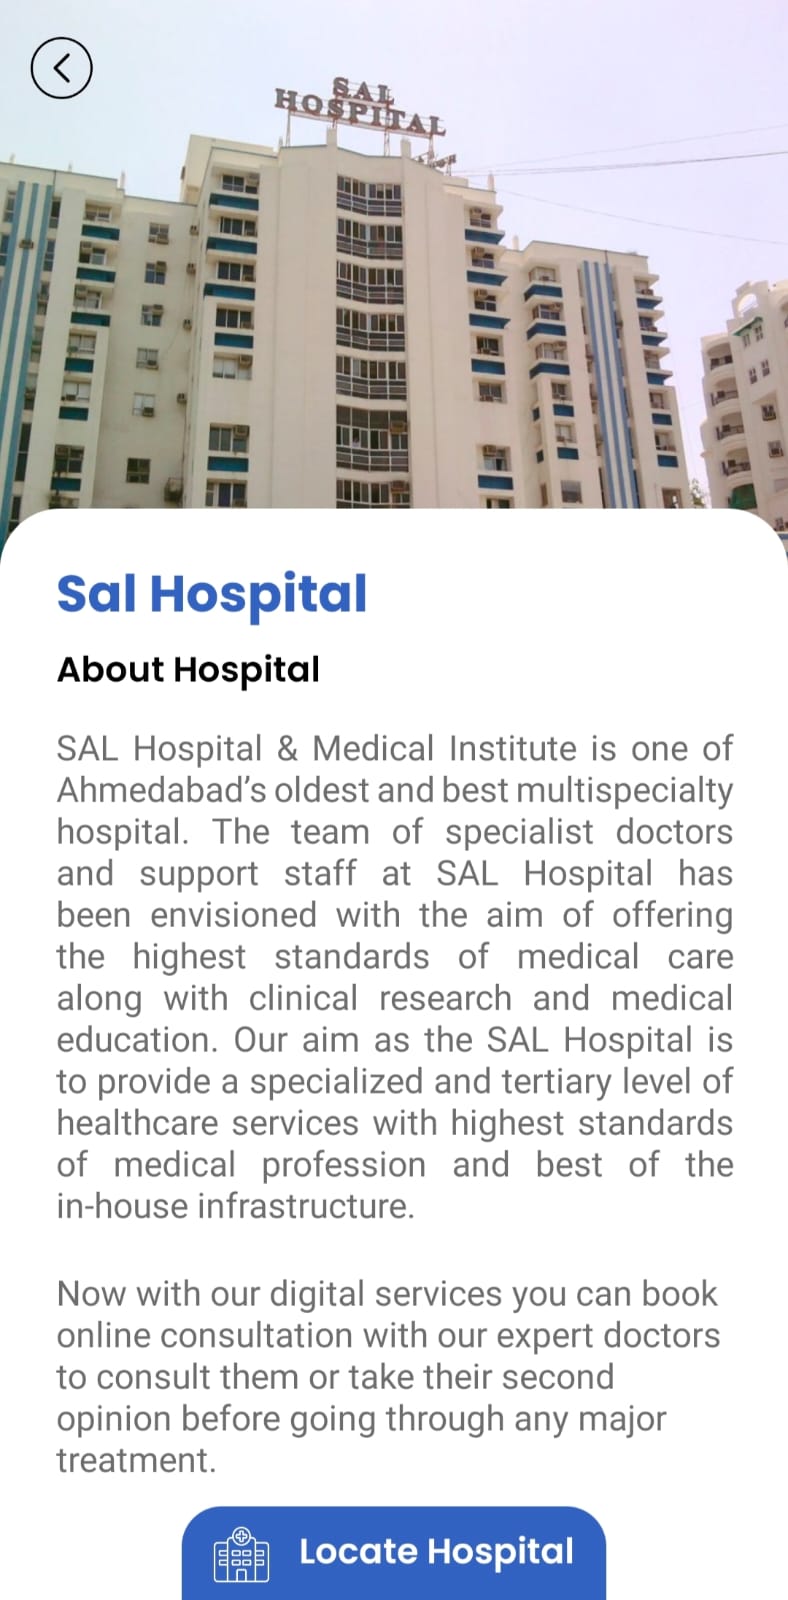 SAL
HOSPITAL
Sal Hospital
About Hospital
SAL Hospital & Medical Institute is one of
Ahmedabad's oldest and best multispecialty
hospital. The team of specialist doctors
and support staff at SAL Hospital has
been envisioned with the aim of offering
the highest standards of medical care
along with clinical research and medical
education. Our aim as the SAL Hospital is
to provide a specialized and tertiary level of
healthcare services with highest standards
of medical profession and best of the
in-house infrastructure.
Now with our digital services you can book
online consultation with our expert doctors
to consult them or take their second
opinion before going through any major
treatment.
Locate Hospital